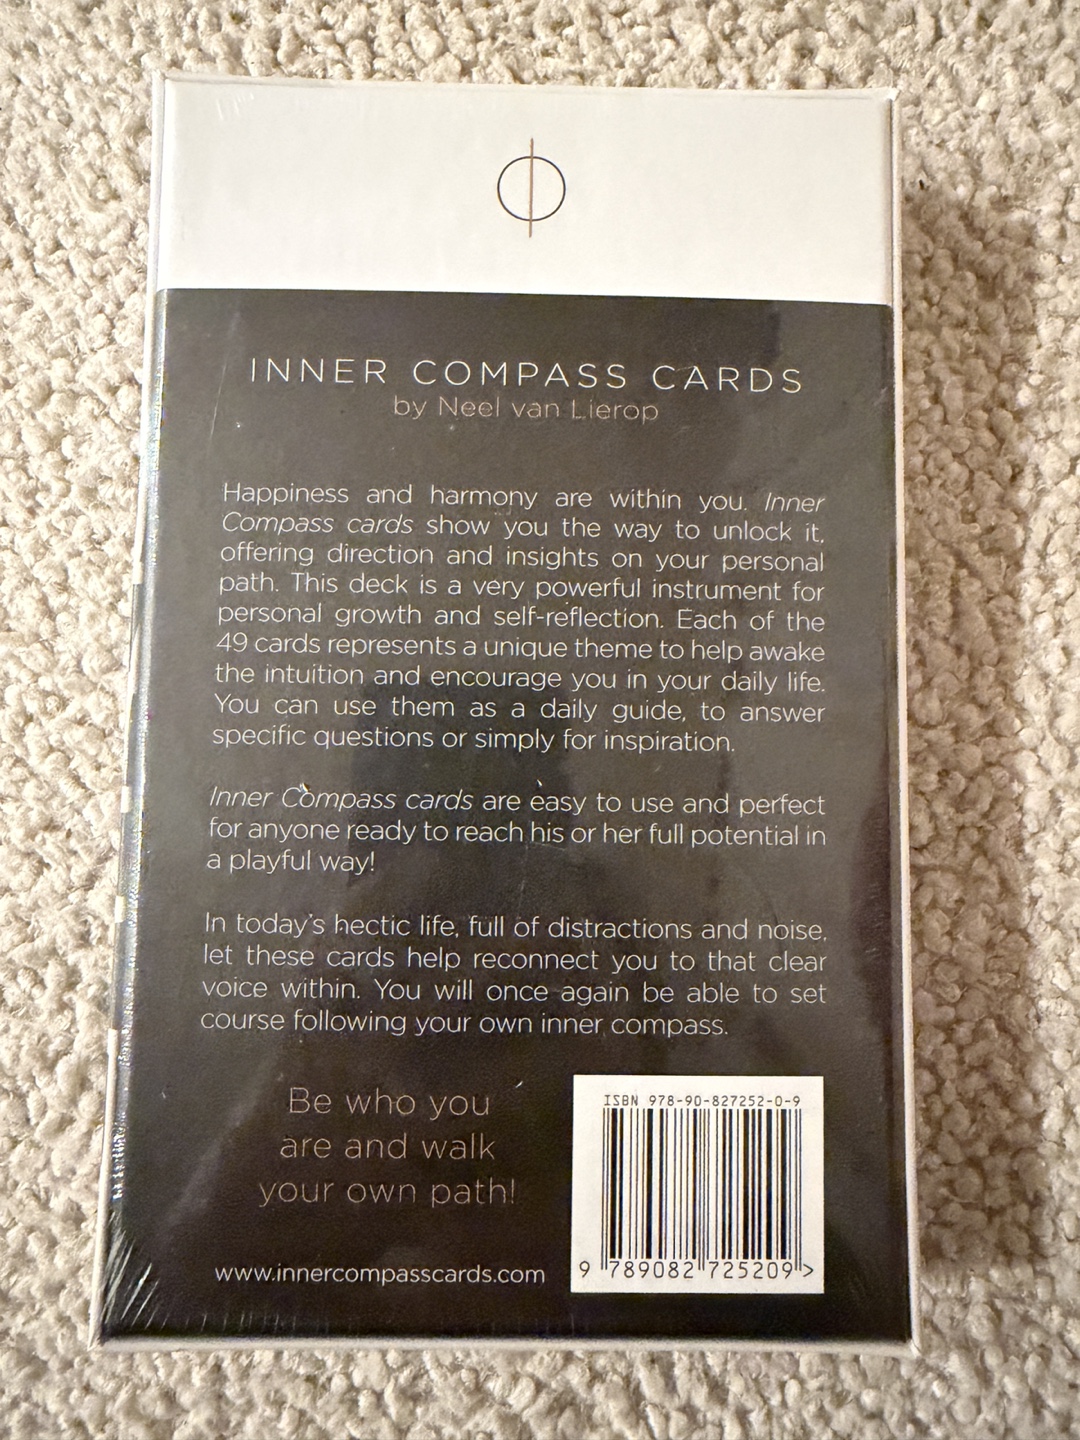 INNER COMPASS CARDS
by Neel van Lierop
Happiness and harmony are within you. Inner
Compass cards show you the way to unlock it,
offering direction and insights on your personal
path. This deck is a very powerful instrument for
personal growth and self-reflection. Each of the
49 cards represents a unique theme to help awake
the intuition and encourage you in your daily life.
You can use them as a daily guide, to answer
specific questions or simply for inspiration.
Inner Compass cards are easy to use and perfect
for anyone ready to reach his or her full potential in
a playful way!
In today's hectic life, full of distractions and noise,
let these cards help reconnect you to that clear
voice within. You will once again be able to set
course following your own inner compass.
Be who you
are and walk
your own path!
www.innercompasscards.com
ISBN 978-90-827252-0-9
9 789082 725209 >